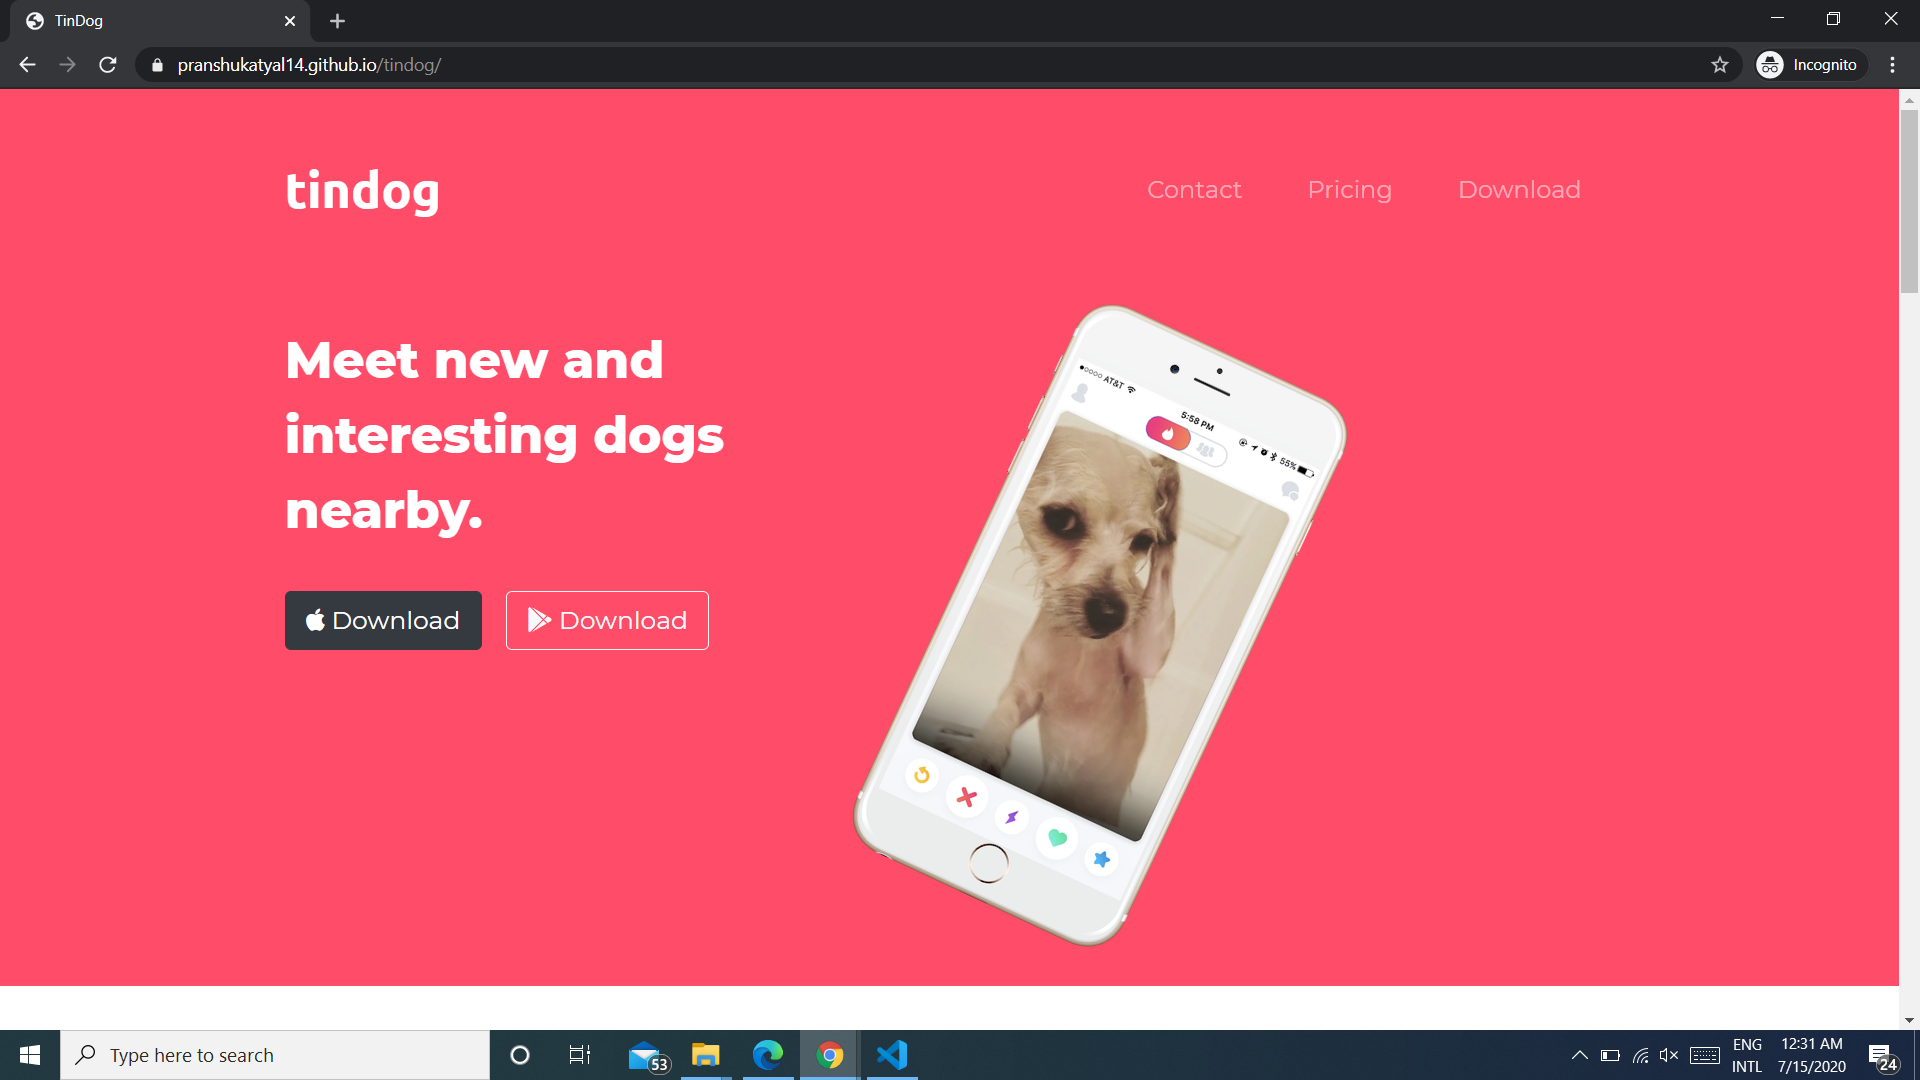 TinDog
pranshukatyal14.github.io/tindog/
Incognito
tindog
Contact Pricing Download
Meet new and
interesting dogs
nearby.
Download Download
AT&T 5:58 PM 55%
Type here to search
53
ENG
INTL
12:31 AM
7/15/2020
24